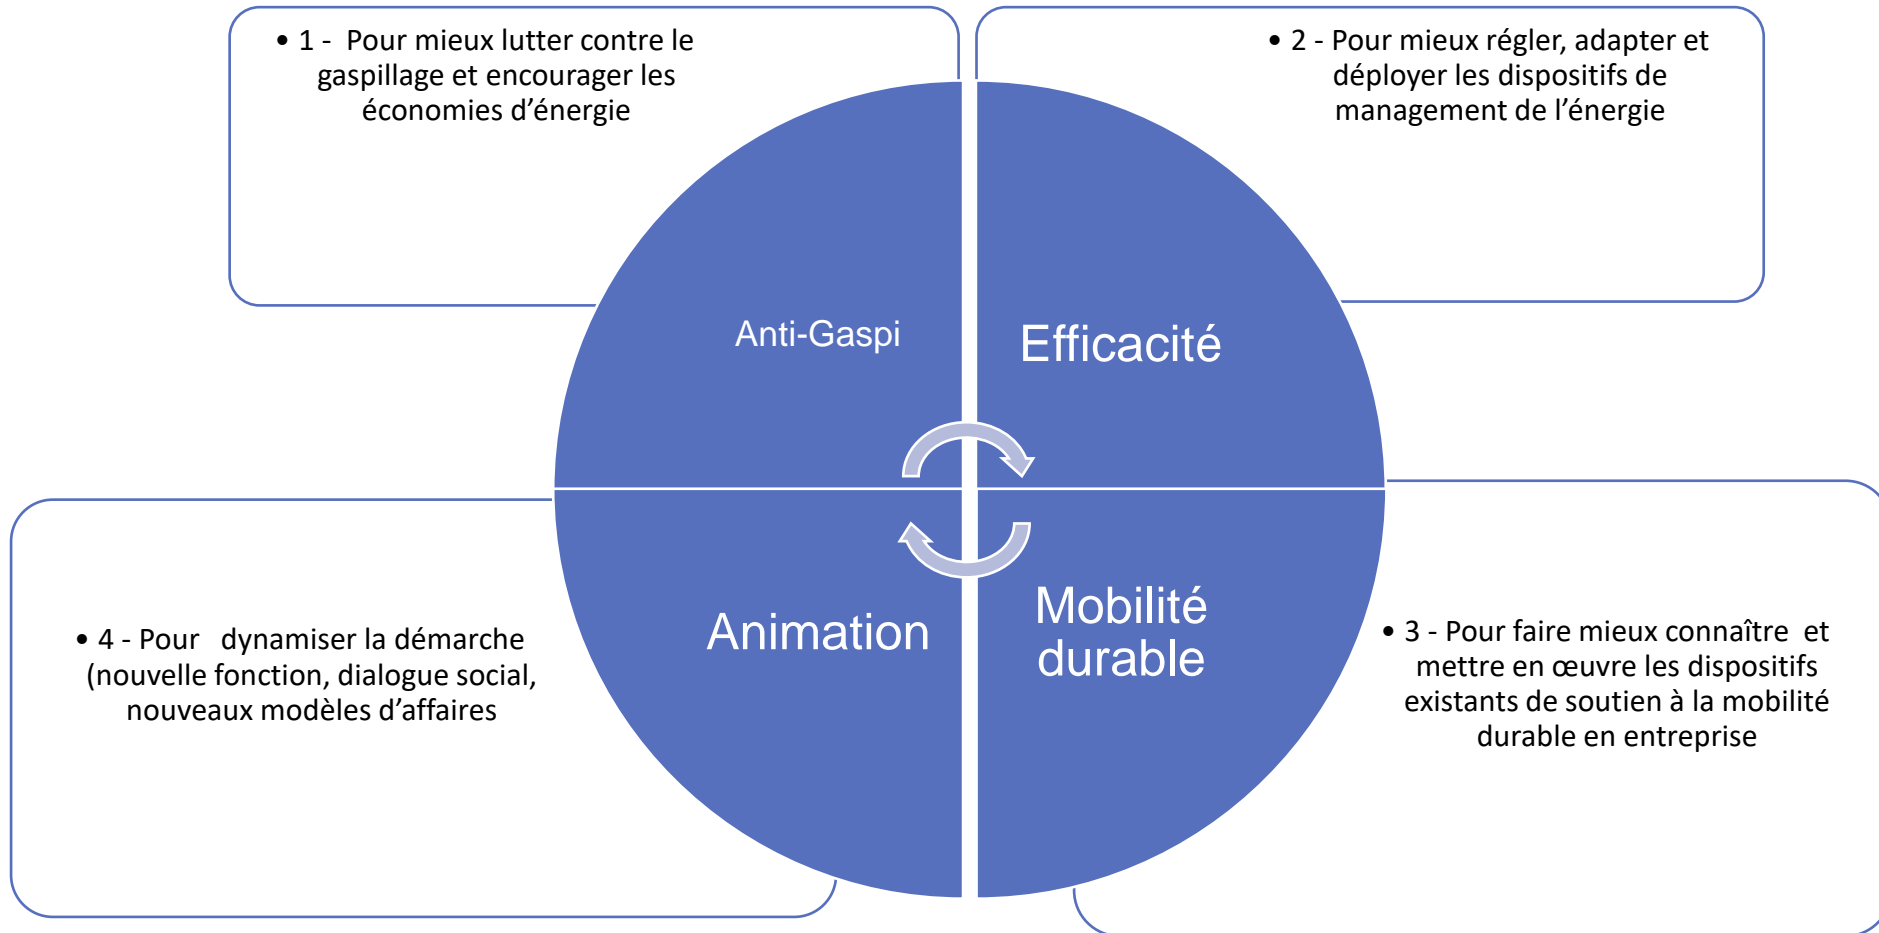 • 1 - Pour mieux lutter contre le
gaspillage et encourager les
économies d’énergie
• 2 - Pour mieux régler, adapter et
déployer les dispositifs de
management de l’énergie
Anti-Gaspi
Efficacité
Animation
Mobilité
durable
• 4 - Pour   dynamiser la démarche
(nouvelle fonction, dialogue social,
nouveaux modèles d’affaires
• 3 - Pour faire mieux connaître  et
mettre en œuvre les dispositifs
existants de soutien à la mobilité
durable en entreprise